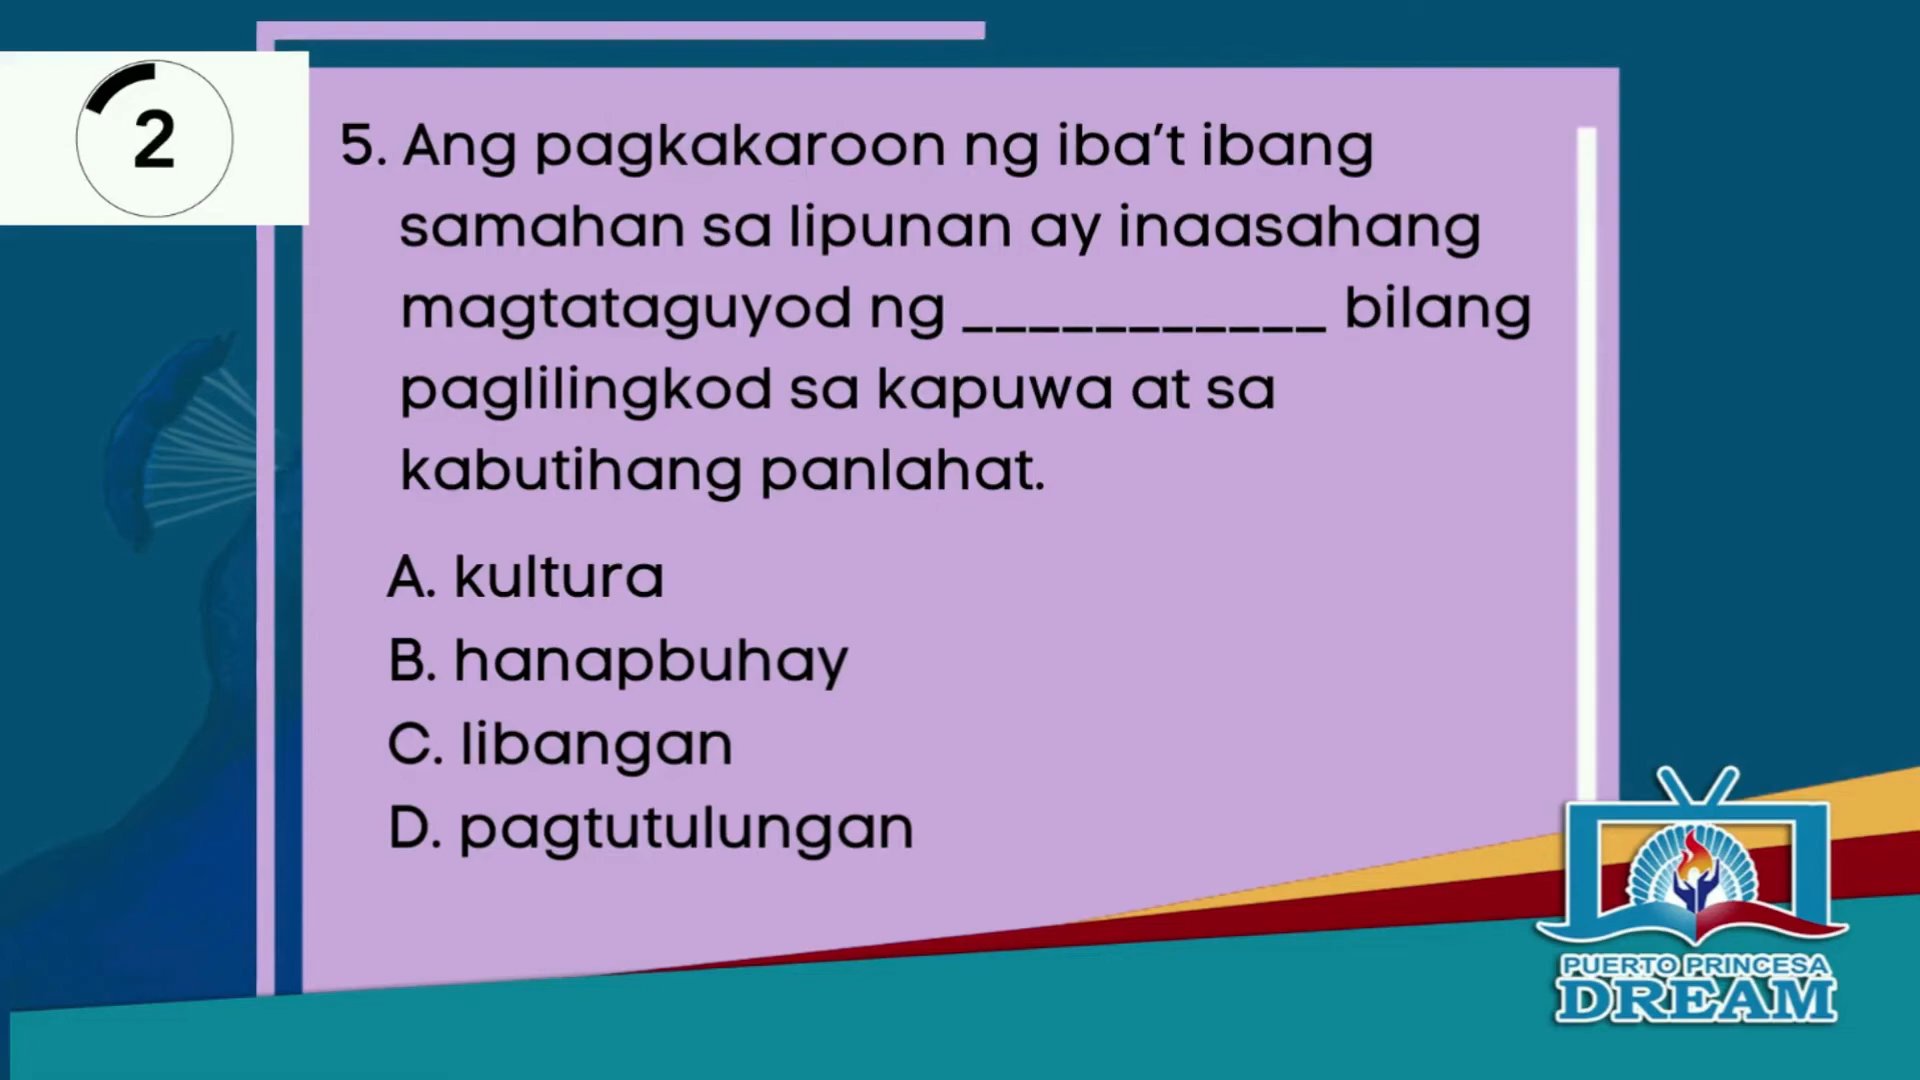 2
5. Ang pagkakaroon ng iba't ibang
samahan sa lipunan ay inaasahang
magtataguyod ng ___________ bilang
paglilingkod sa kapuwa at sa
kabutihang panlahat.
A. kultura
B. hanapbuhay
C. libangan
D. pagtutulungan
PUERTO PRINCESA
DREAM